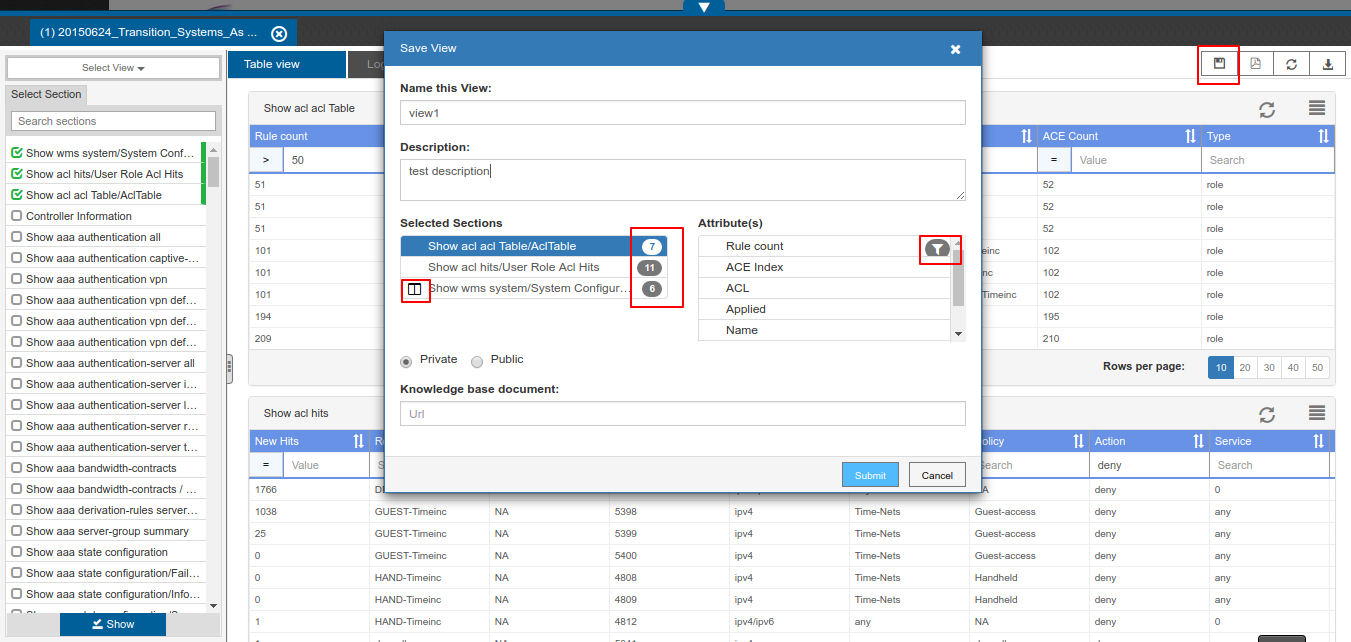 (1) 20150624_Transition_Systems_As ...
Select View
Select Section
Search sections
Show wms system/System Conf...
Show acl hits/User Role Acl Hits
Show acl acl Table/AclTable
Controller Information
Show aaa authentication all
Show aaa authentication captive-...
Show aaa authentication vpn
Show aaa authentication vpn def...
Show aaa authentication vpn def...
Show aaa authentication vpn def...
Show aaa authentication-server all
Show aaa authentication-server i...
Show aaa authentication-server l...
Show aaa authentication-server r...
Show aaa authentication-server t...
Show aaa bandwidth-contracts
Show aaa bandwidth-contracts / ...
Show aaa derivation-rules server...
Show aaa server-group summary
Show aaa state configuration
Show aaa state configuration/Fail...
Show aaa state configuration/Info...
Show
Table view
Log
Show acl acl Table
Rule count ACE Count Type
> 50 = Value Search
51 52 role
51 52 role
51 52 role
101 einc 102 role
101 nc 102 role
101 Timeinc 102 role
194 195 role
209 210 role
Rows per page: 10 20 30 40 50
Save View
Name this View:
view1
Description:
test description
Selected Sections
Show acl acl Table/AclTable 7
Show acl hits/User Role Acl Hits 11
Show wms system/System Configur... 6
Attribute(s)
Rule count
ACE Index
ACL
Applied
Name
Private Public
Knowledge base document:
Url
Submit Cancel
Show acl hits
New Hits olicy Action Service
= Value earch deny Search
1766 A deny 0
1038 GUEST-Timeinc NA 5398 ipv4 Time-Nets Guest-access deny any
25 GUEST-Timeinc NA 5399 ipv4 Time-Nets Guest-access deny any
0 GUEST-Timeinc NA 5400 ipv4 Time-Nets Guest-access deny any
0 HAND-Timeinc NA 4808 ipv4 Time-Nets Handheld deny any
0 HAND-Timeinc NA 4809 ipv4 Time-Nets Handheld deny any
1 HAND-Timeinc NA 4812 ipv4/ipv6 any NA deny 0